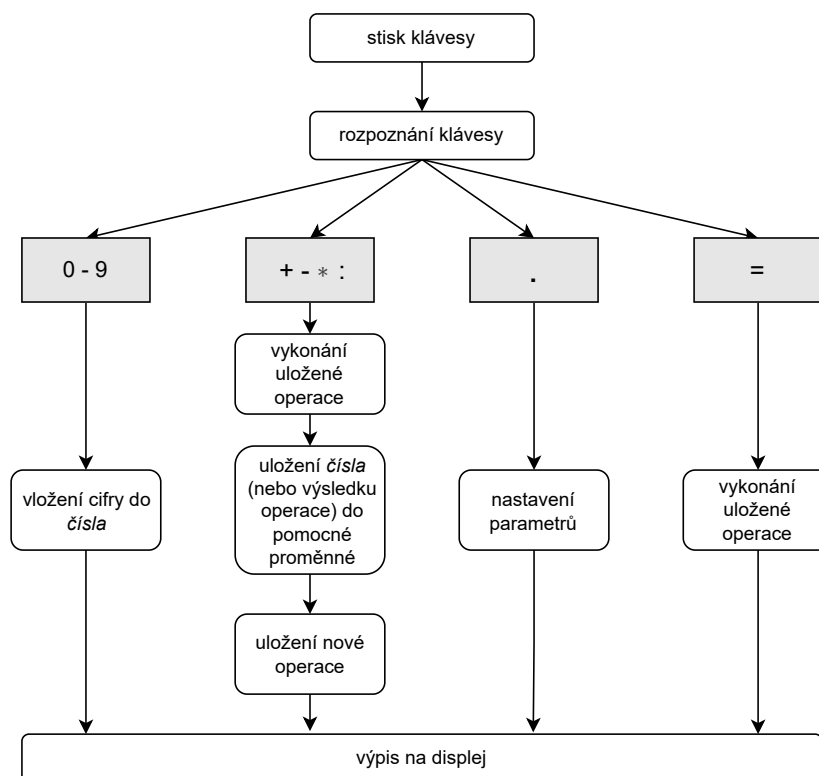 stisk klávesy
rozpoznání klávesy
0 - 9
+ - * :
.
=
vykonání
uložené
operace
vložení cifry do
čísla
uložení čísla
(nebo výsledku
operace) do
pomocné
proměnné
nastavení
parametrů
vykonání
uložené
operace
uložení nové
operace
výpis na displej